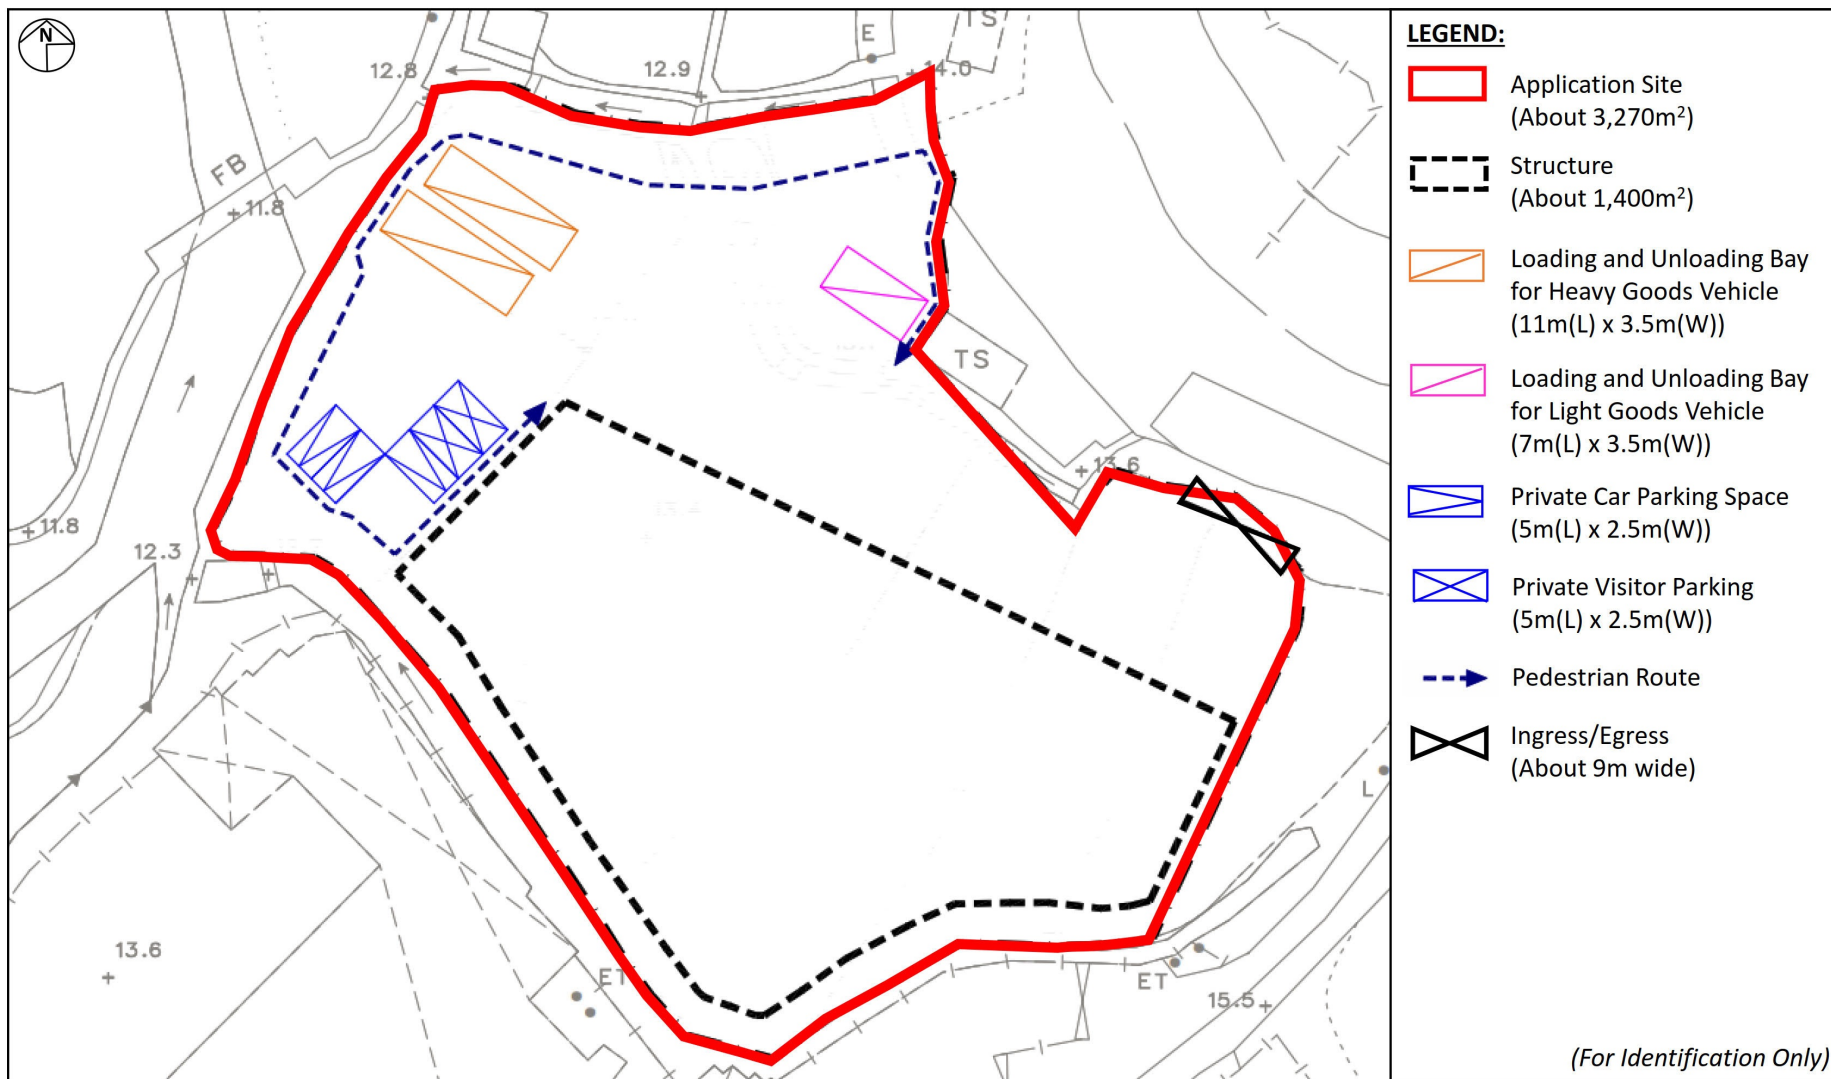 N
12.8
12.9
E
TS
14.0
FB
11.8
TS
13.6
11.8
12.3
13.6
ET
ET
15.5
L
LEGEND:
Application Site
(About 3,270m²)
Structure
(About 1,400m²)
Loading and Unloading Bay
for Heavy Goods Vehicle
(11m(L) x 3.5m(W))
Loading and Unloading Bay
for Light Goods Vehicle
(7m(L) x 3.5m(W))
Private Car Parking Space
(5m(L) x 2.5m(W))
Private Visitor Parking
(5m(L) x 2.5m(W))
Pedestrian Route
Ingress/Egress
(About 9m wide)
(For Identification Only)